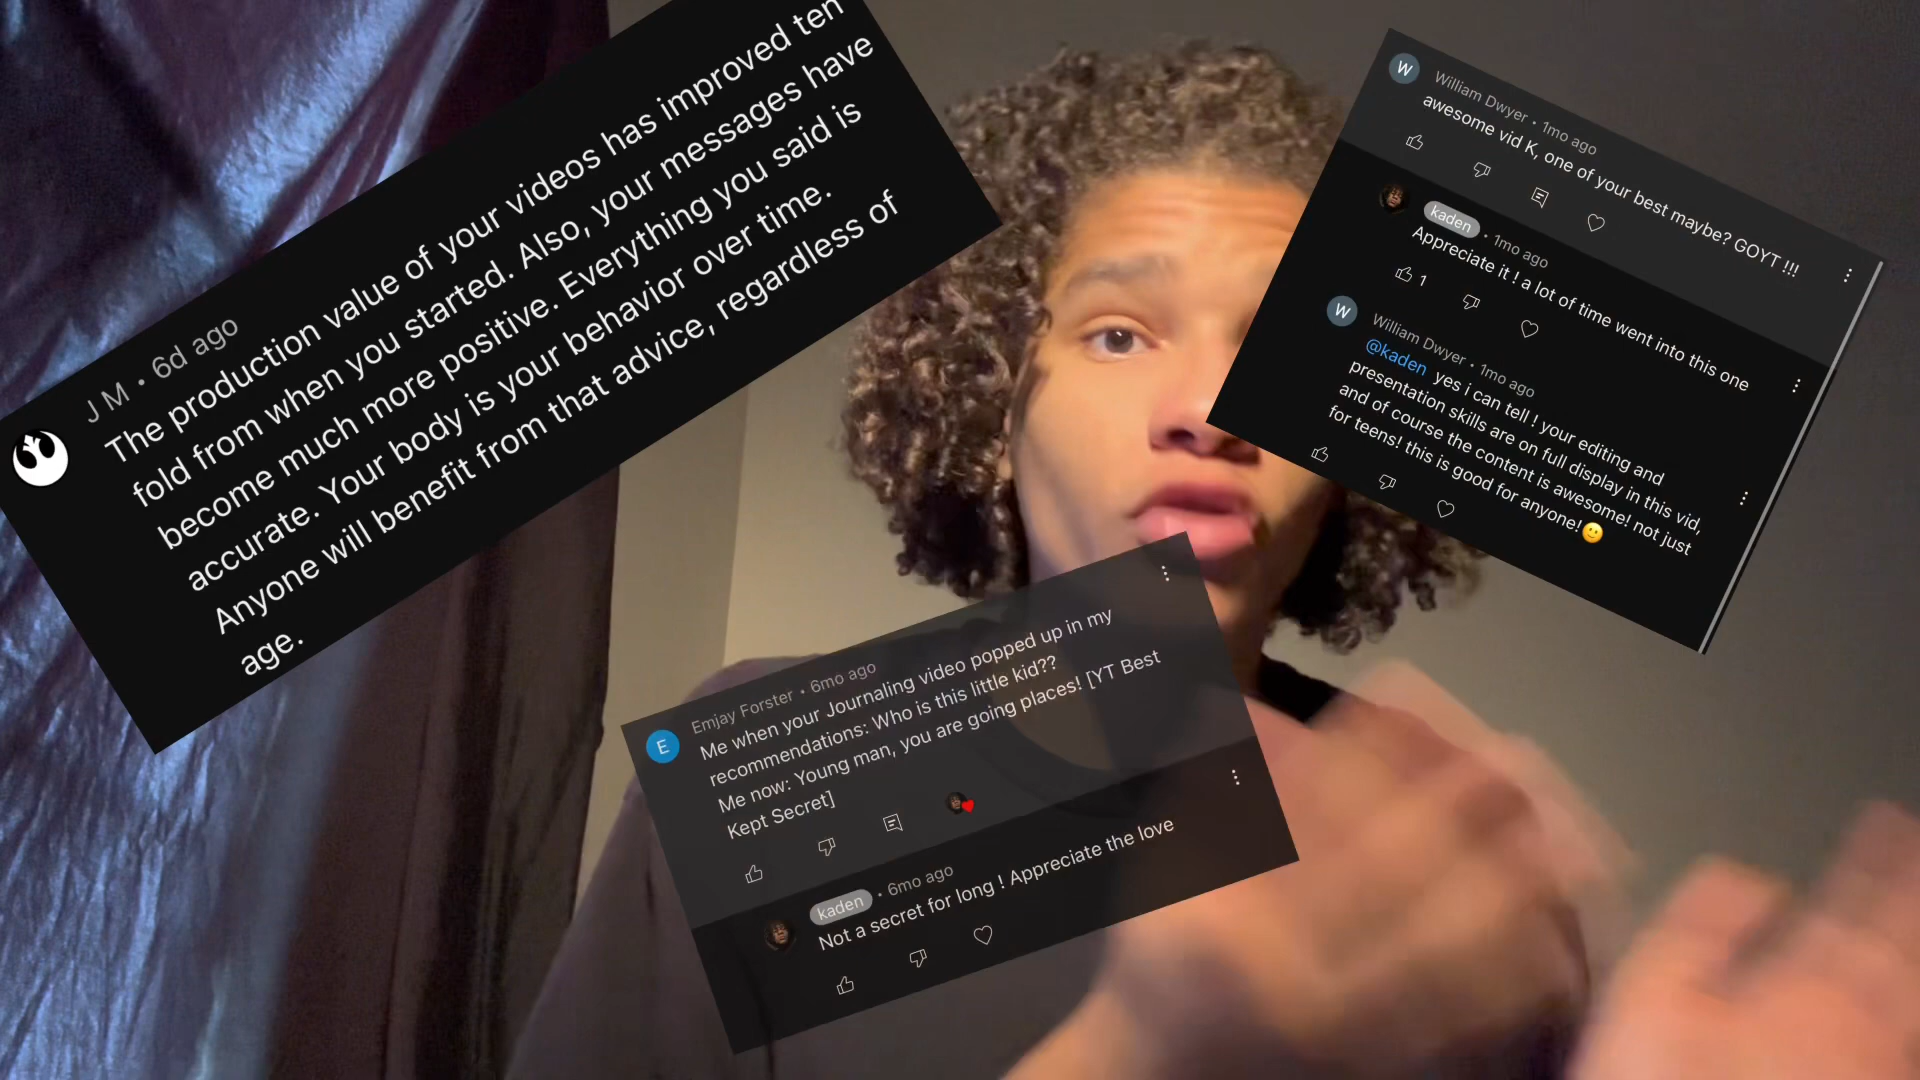 J M • 6d ago
The production value of your videos has improved ten
fold from when you started. Also, your messages have
become much more positive. Everything you said is
accurate. Your body is your behavior over time.
Anyone will benefit from that advice, regardless of
age.
W
William Dwyer • 1mo ago
awesome vid K, one of your best maybe? GOYT !!!
kaden • 1mo ago
Appreciate it ! a lot of time went into this one
1
W
William Dwyer • 1mo ago
@kaden yes i can tell ! your editing and
presentation skills are on full display in this vid,
and of course the content is awesome! not just
for teens! this is good for anyone!🙂
E
Emjay Forster • 6mo ago
Me when your Journaling video popped up in my
recommendations: Who is this little kid??
Me now: Young man, you are going places! [YT Best
Kept Secret]
kaden • 6mo ago
Not a secret for long ! Appreciate the love